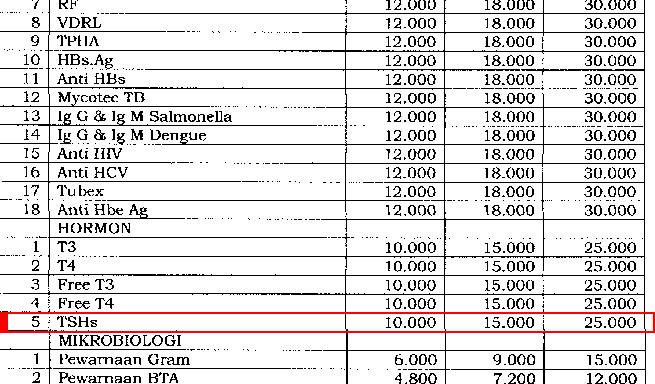 7 RF 12.000 18.000 30.000
8 VDRL 12.000 18.000 30.000
9 TPHA 12.000 18.000 30.000
10 HBs.Ag 12.000 18.000 30.000
11 Anti HBs 12.000 18.000 30.000
12 Mycotec TB 12.000 18.000 30.000
13 Ig G & Ig M Salmonella 12.000 18.000 30.000
14 Ig G & Ig M Dengue 12.000 18.000 30.000
15 Anti HIV 12.000 18.000 30.000
16 Anti HCV 12.000 18.000 30.000
17 Tubex 12.000 18.000 30.000
18 Anti Hbe Ag 12.000 18.000 30.000
HORMON
1 T3 10.000 15.000 25.000
2 T4 10.000 15.000 25.000
3 Free T3 10.000 15.000 25.000
4 Free T4 10.000 15.000 25.000
5 TSHs 10.000 15.000 25.000
MIKROBIOLOGI
1 Pewarnaan Gram 6.000 9.000 15.000
2 Pewarnaan BTA 4.800 7.200 12.000